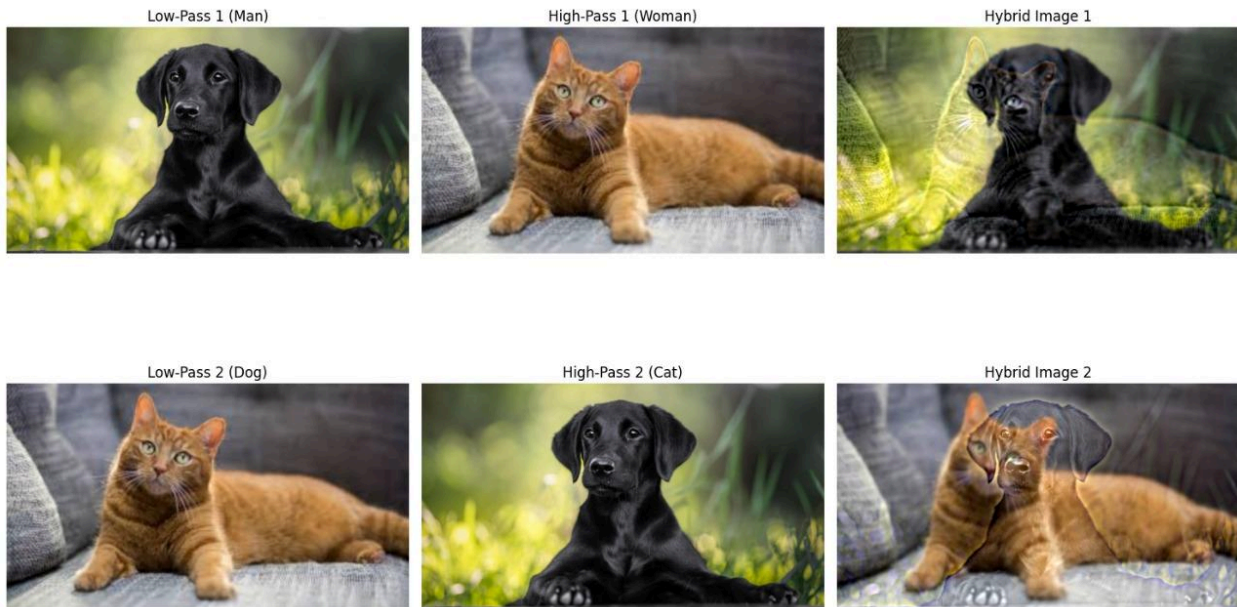 Low-Pass 1 (Man)
High-Pass 1 (Woman)
Hybrid Image 1
Low-Pass 2 (Dog)
High-Pass 2 (Cat)
Hybrid Image 2